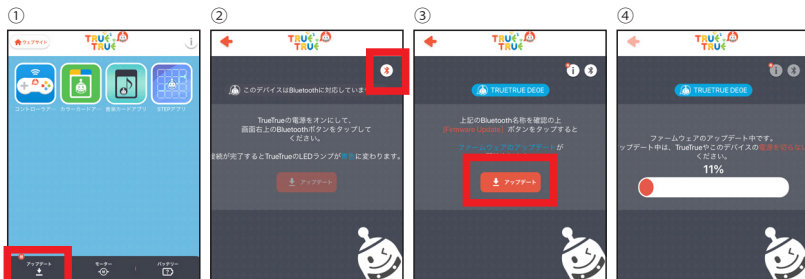 ①
TRUE TRUE
ウェブサイト
i
コントローラア…
カラーカードア…
音楽カードアプリ
STEPアプリ
アップデート
モーター
バッテリー
②
TRUE TRUE
このデバイスはBluetoothに対応していま
TrueTrueの電源をオンにして、
画面右上のBluetoothボタンをタップして
ください。
接続が完了するとTrueTrueのLEDランプが青色に変わります。
アップデート
③
TRUE TRUE
i
TRUETRUE DE0E
上記のBluetooth名称を確認の上
「Firmware Update」ボタンをタップすると
ファームウェアのアップデートが
アップデート
④
TRUE TRUE
i
TRUETRUE DE0E
ファームウェアのアップデート中です。
ップデート中は、TrueTrueやこのデバイスの電源を切らな
ください。
11%